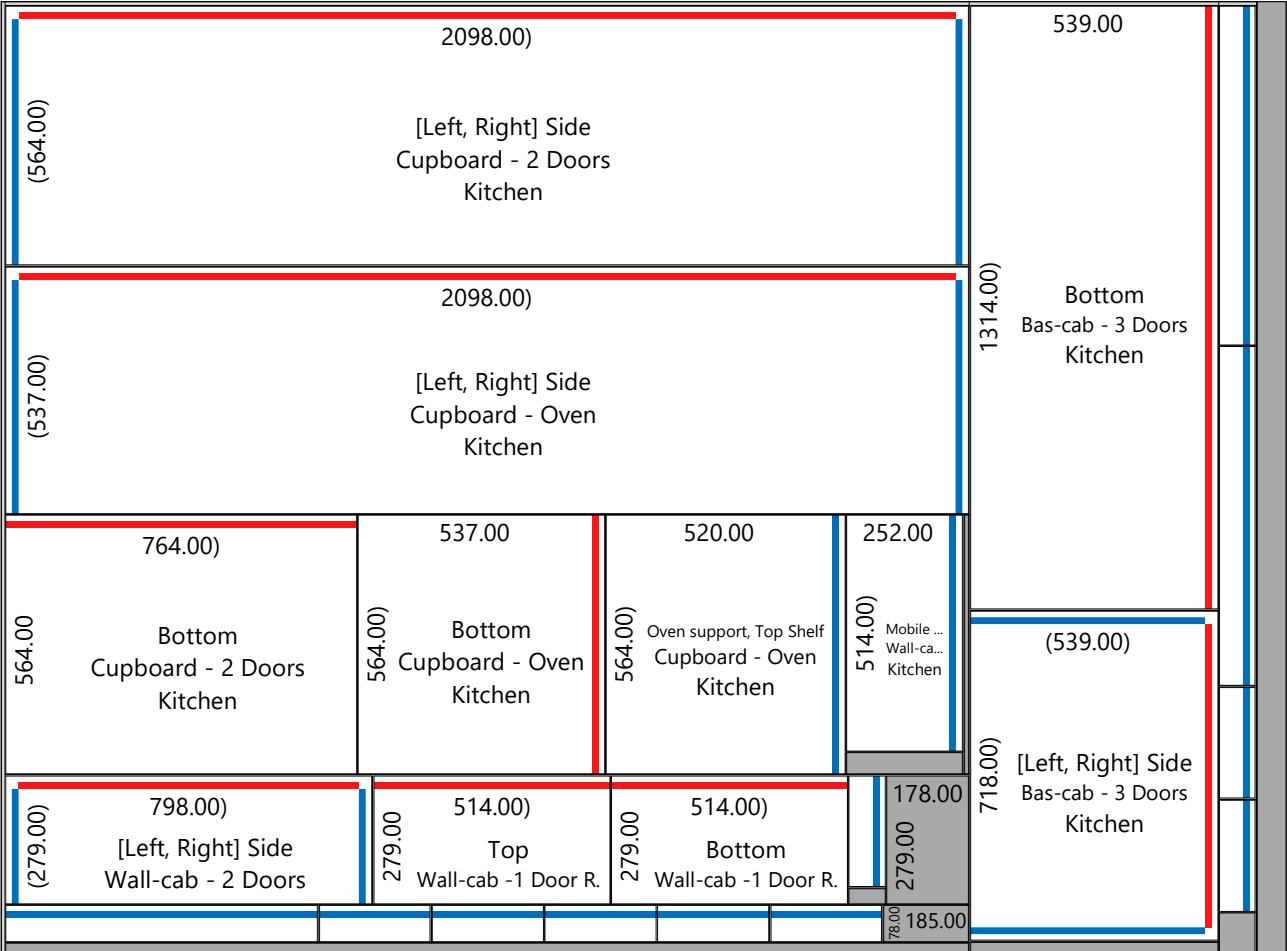 2098.00)
(564.00)
[Left, Right] Side
Cupboard - 2 Doors
Kitchen
539.00
1314.00)
Bottom
Bas-cab - 3 Doors
Kitchen
2098.00)
(537.00)
[Left, Right] Side
Cupboard - Oven
Kitchen
764.00)
564.00
Bottom
Cupboard - 2 Doors
Kitchen
537.00
564.00)
Bottom
Cupboard - Oven
Kitchen
520.00
564.00)
Oven support, Top Shelf
Cupboard - Oven
Kitchen
252.00
514.00)
Mobile ...
Wall-ca...
Kitchen
(539.00)
718.00)
[Left, Right] Side
Bas-cab - 3 Doors
Kitchen
798.00)
(279.00)
[Left, Right] Side
Wall-cab - 2 Doors
514.00)
279.00
Top
Wall-cab -1 Door R.
514.00)
279.00
Bottom
Wall-cab -1 Door R.
178.00
279.00
78.00
185.00